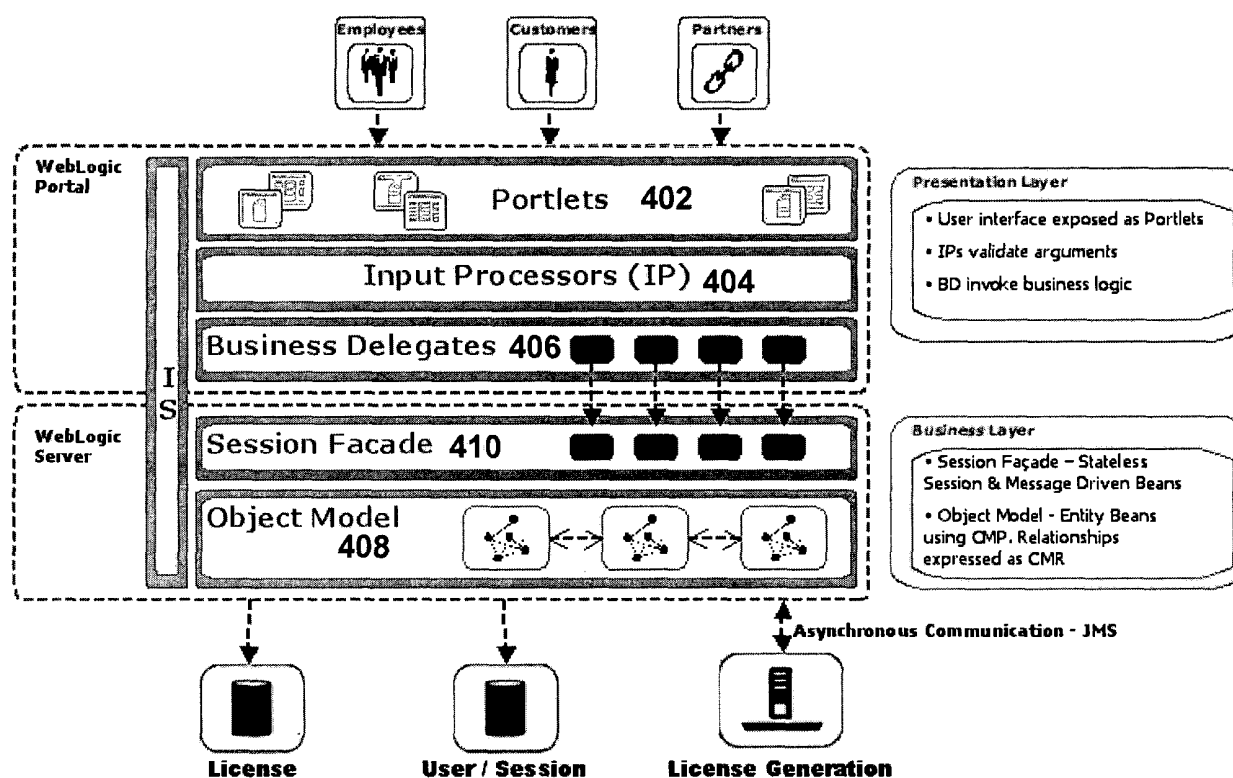 Employees
Customers
Partners
WebLogic
Portal
Portlets 402
Input Processors (IP) 404
Business Delegates 406
I
S
WebLogic
Server
Session Facade 410
Object Model
408
Presentation Layer
• User interface exposed as Portlets
• IPs validate arguments
• BD invoke business logic
Business Layer
• Session Façade – Stateless
Session & Message Driven Beans
• Object Model - Entity Beans
using CMP. Relationships
expressed as CMR
Asynchronous Communication - JMS
License
User / Session
License Generation